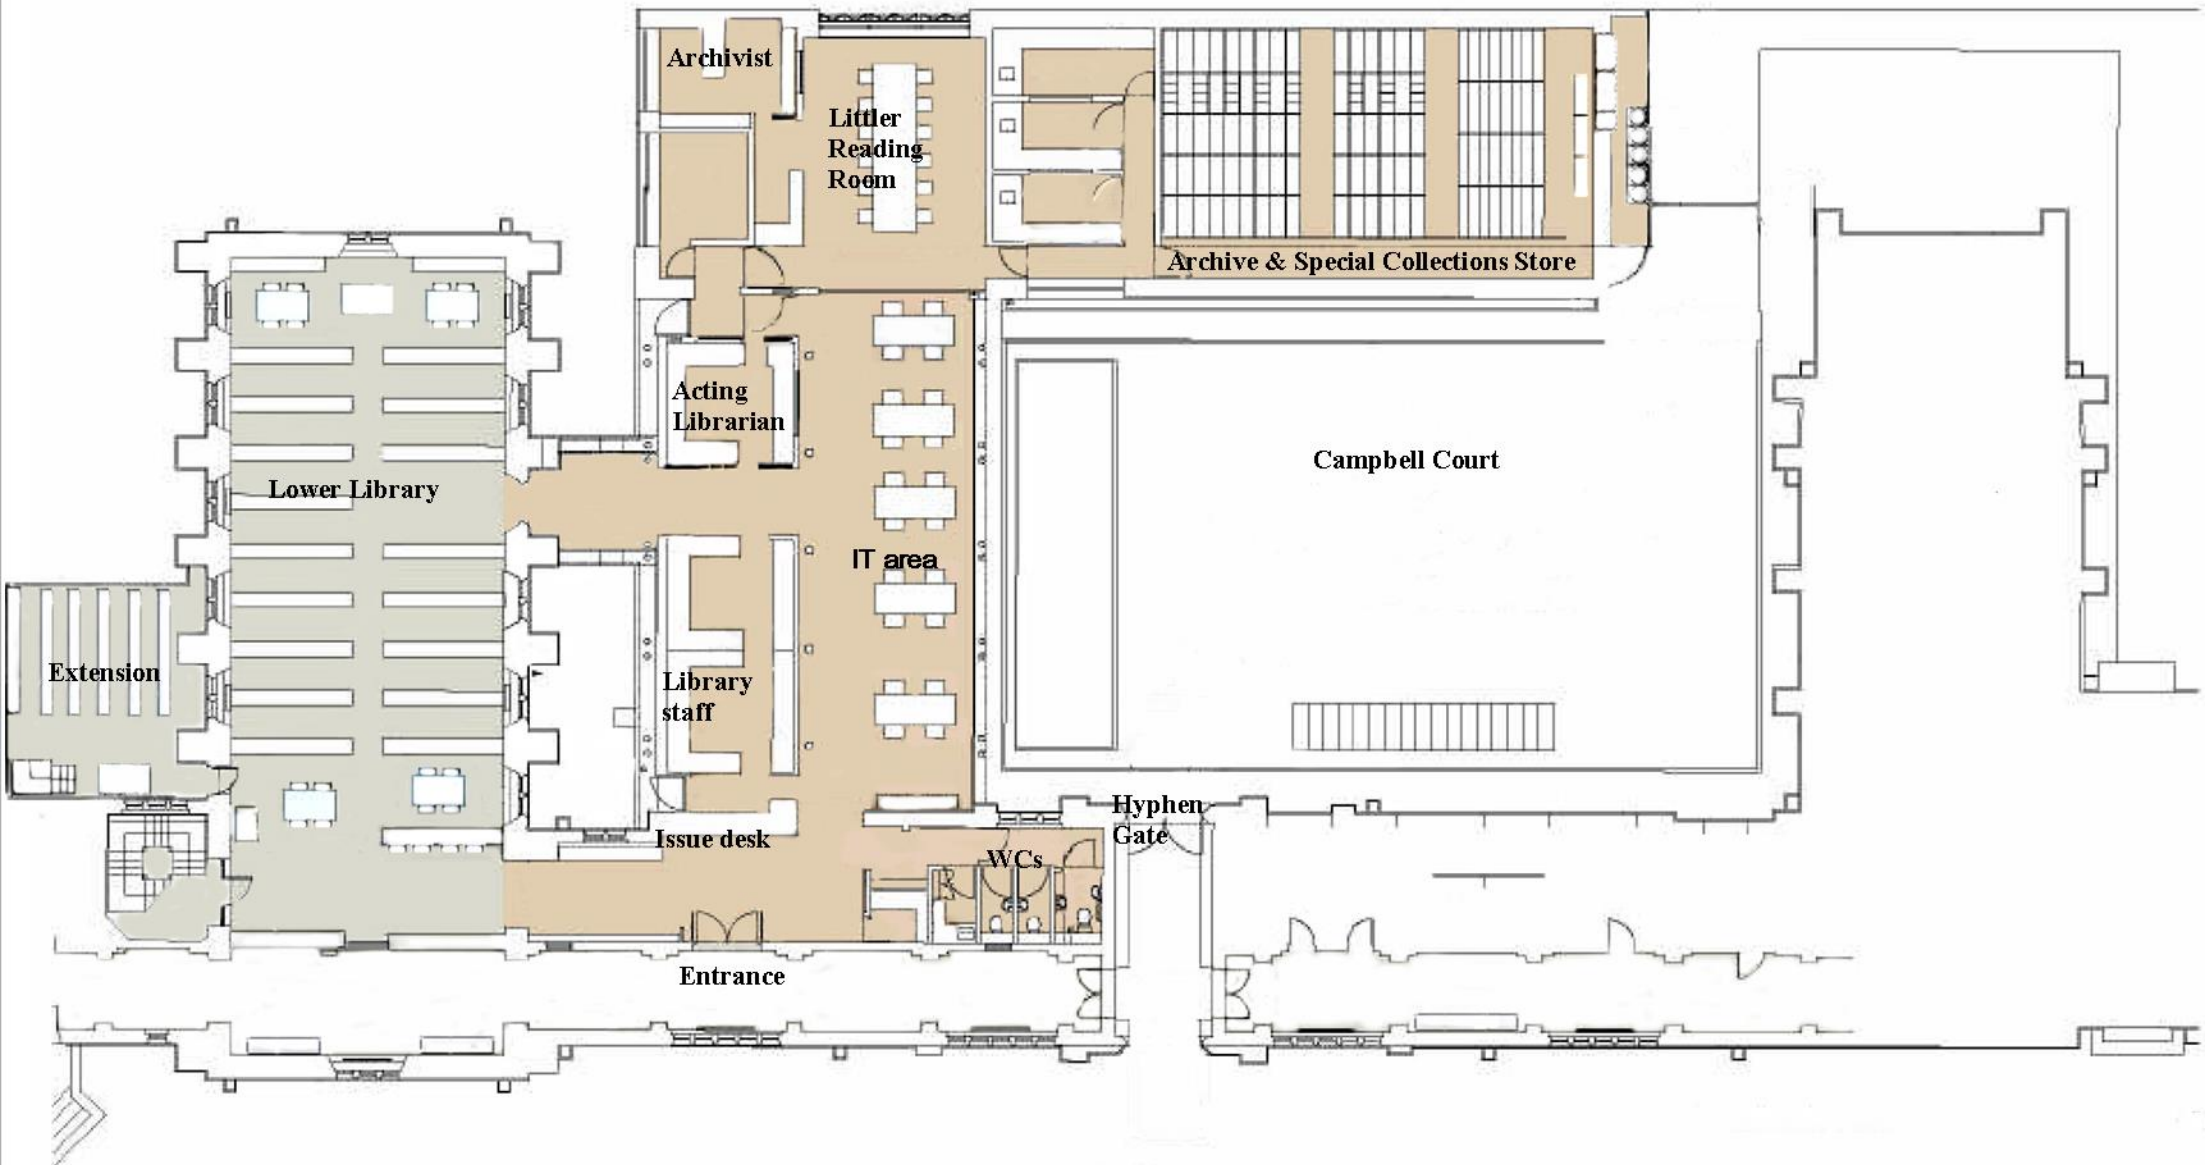 Archivist
Littler
Reading
Room
Archive & Special Collections Store
Acting
Librarian
Campbell Court
Lower Library
IT area
Extension
Library
staff
Hyphen
Gate
Issue desk
WCs
Entrance